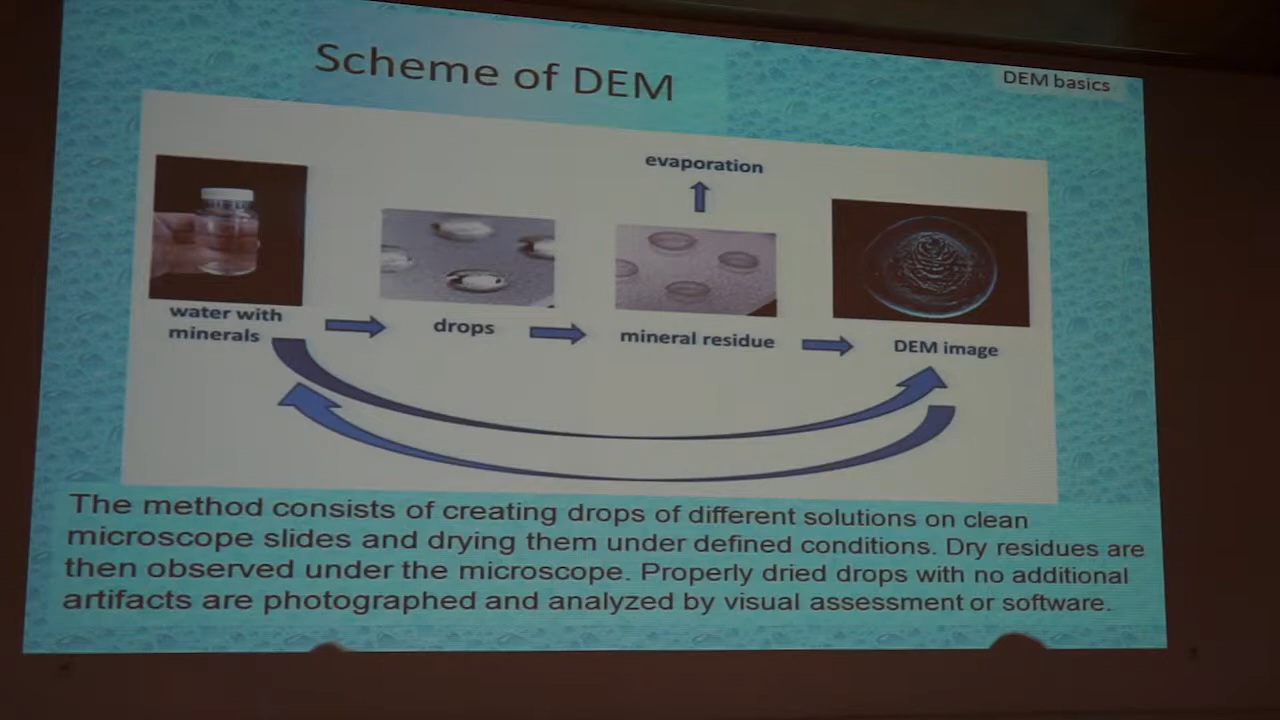 Scheme of DEM
DEM basics
evaporation
water with
minerals
drops
mineral residue
DEM image
The method consists of creating drops of different solutions on clean
microscope slides and drying them under defined conditions. Dry residues are
then observed under the microscope. Properly dried drops with no additional
artifacts are photographed and analyzed by visual assessment or software.